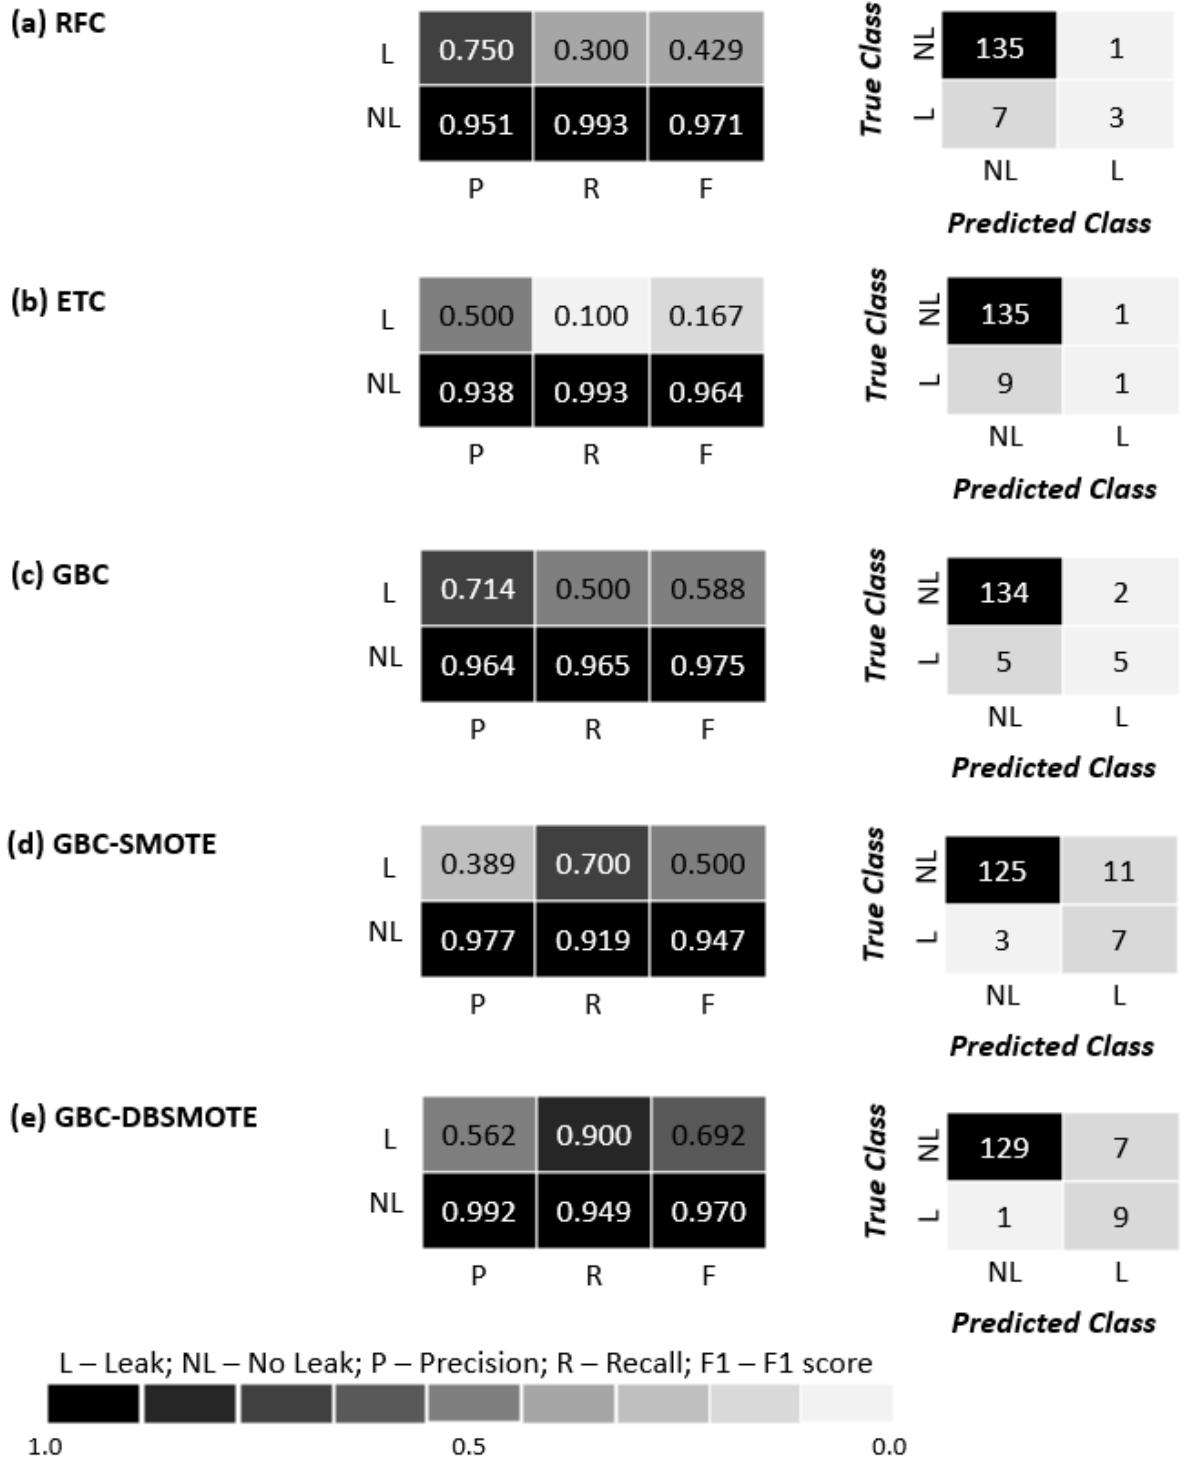 (a) RFC
L 0.750 0.300 0.429
NL 0.951 0.993 0.971
P R F
True Class
NL 135 1
L 7 3
NL L
Predicted Class
(b) ETC
L 0.500 0.100 0.167
NL 0.938 0.993 0.964
P R F
True Class
NL 135 1
L 9 1
NL L
Predicted Class
(c) GBC
L 0.714 0.500 0.588
NL 0.964 0.965 0.975
P R F
True Class
NL 134 2
L 5 5
NL L
Predicted Class
(d) GBC-SMOTE
L 0.389 0.700 0.500
NL 0.977 0.919 0.947
P R F
True Class
NL 125 11
L 3 7
NL L
Predicted Class
(e) GBC-DBSMOTE
L 0.562 0.900 0.692
NL 0.992 0.949 0.970
P R F
True Class
NL 129 7
L 1 9
NL L
Predicted Class
L – Leak; NL – No Leak; P – Precision; R – Recall; F1 – F1 score
1.0 0.5 0.0